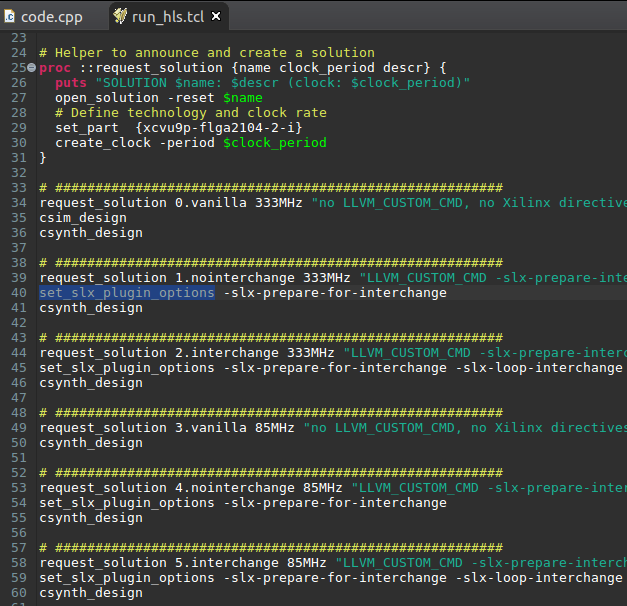 code.cpp run_hls.tcl
23
24 # Helper to announce and create a solution
25 proc ::request_solution {name clock_period descr} {
26 puts "SOLUTION $name: $descr (clock: $clock_period)"
27 open_solution -reset $name
28 # Define technology and clock rate
29 set_part {xcvu9p-flga2104-2-i}
30 create_clock -period $clock_period
31 }
32
33 # ########################################################
34 request_solution 0.vanilla 333MHz "no LLVM_CUSTOM_CMD, no Xilinx directive
35 csim_design
36 csynth_design
37
38 # ########################################################
39 request_solution 1.nointerchange 333MHz "LLVM_CUSTOM_CMD -slx-prepare-inte
40 set_slx_plugin_options -slx-prepare-for-interchange
41 csynth_design
42
43 # ########################################################
44 request_solution 2.interchange 333MHz "LLVM_CUSTOM_CMD -slx-prepare-interc
45 set_slx_plugin_options -slx-prepare-for-interchange -slx-loop-interchange
46 csynth_design
47
48 # ########################################################
49 request_solution 3.vanilla 85MHz "no LLVM_CUSTOM_CMD, no Xilinx directives
50 csynth_design
51
52 # ########################################################
53 request_solution 4.nointerchange 85MHz "LLVM_CUSTOM_CMD -slx-prepare-inter
54 set_slx_plugin_options -slx-prepare-for-interchange
55 csynth_design
56
57 # ########################################################
58 request_solution 5.interchange 85MHz "LLVM_CUSTOM_CMD -slx-prepare-interch
59 set_slx_plugin_options -slx-prepare-for-interchange -slx-loop-interchange
60 csynth_design